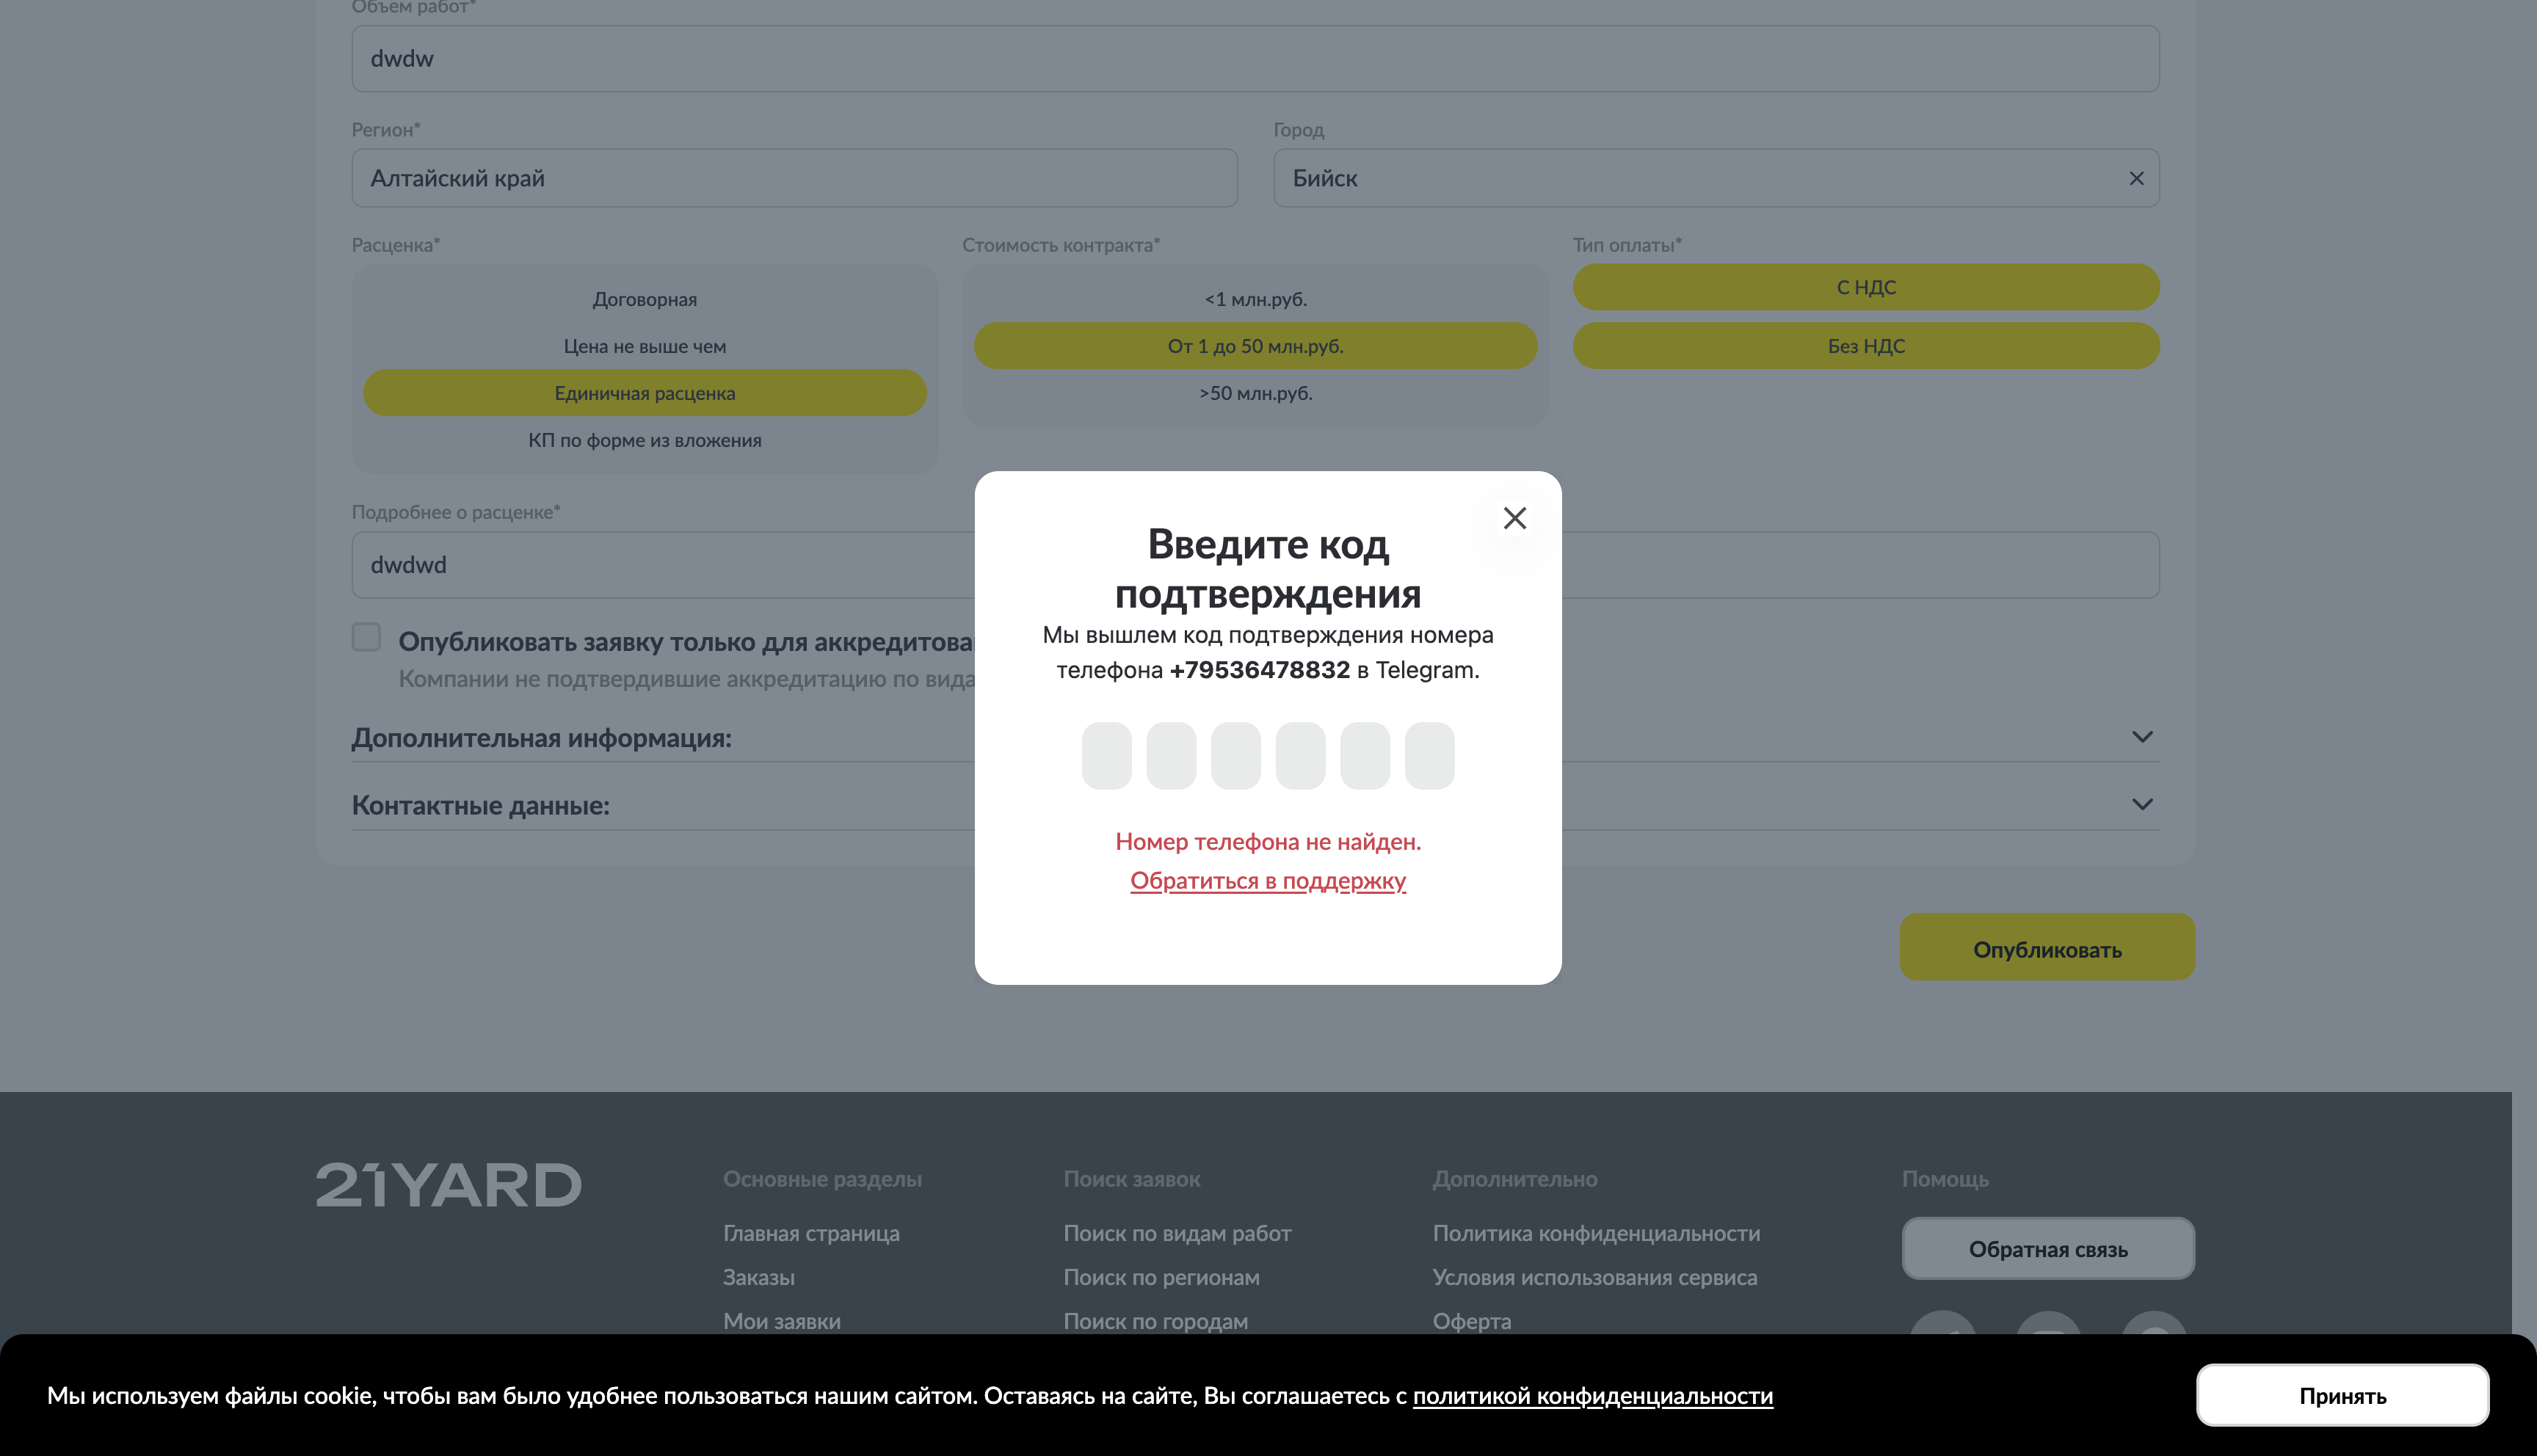 Объем работ*
dwdw
Регион*
Город
Алтайский край
Бийск
Расценка*
Стоимость контракта*
Тип оплаты*
Договорная
Цена не выше чем
Единичная расценка
КП по форме из вложения
<1 млн.руб.
От 1 до 50 млн.руб.
>50 млн.руб.
С НДС
Без НДС
Подробнее о расценке*
dwdwd
Опубликовать заявку только для аккредитова
Компании не подтвердившие аккредитацию по вида
Дополнительная информация:
Контактные данные:
Введите код
подтверждения
Мы вышлем код подтверждения номера
телефона +79536478832 в Telegram.
Номер телефона не найден.
Обратиться в поддержку
Опубликовать
21YARD
Основные разделы
Главная страница
Заказы
Мои заявки
Поиск заявок
Поиск по видам работ
Поиск по регионам
Поиск по городам
Дополнительно
Политика конфиденциальности
Условия использования сервиса
Оферта
Помощь
Обратная связь
Мы используем файлы cookie, чтобы вам было удобнее пользоваться нашим сайтом. Оставаясь на сайте, Вы соглашаетесь с политикой конфиденциальности
Принять